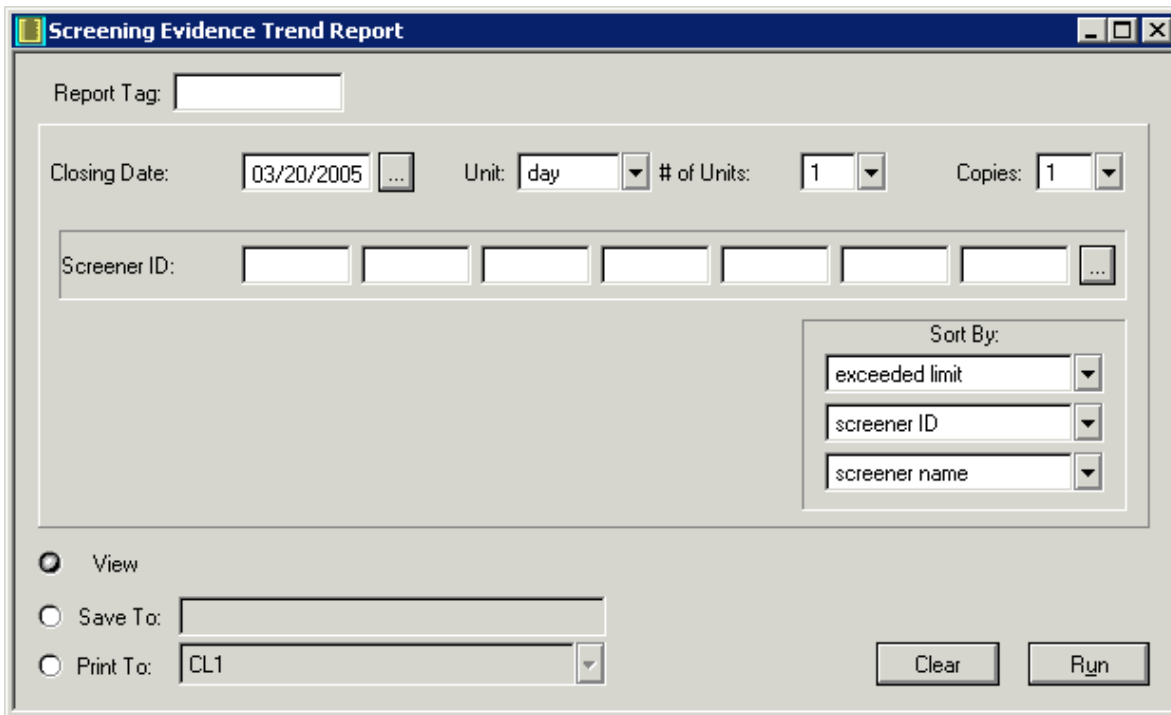 Screening Evidence Trend Report
Report Tag:
Closing Date: 03/20/2005 ... Unit: day # of Units: 1 Copies: 1
Screener ID: ...
Sort By:
exceeded limit
screener ID
screener name
View
Save To:
Print To: CL1
Clear Run